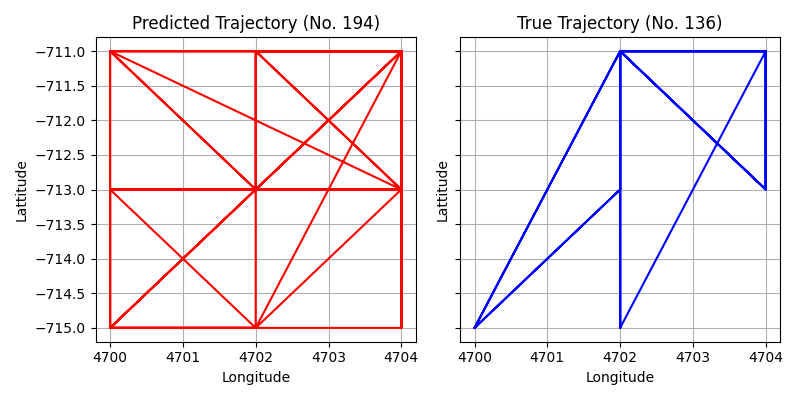 Predicted Trajectory (No. 194)
True Trajectory (No. 136)
−711.0
−711.5
−712.0
−712.5
−713.0
−713.5
−714.0
−714.5
−715.0
Lattitude
Lattitude
4700 4701 4702 4703 4704
4700 4701 4702 4703 4704
Longitude
Longitude